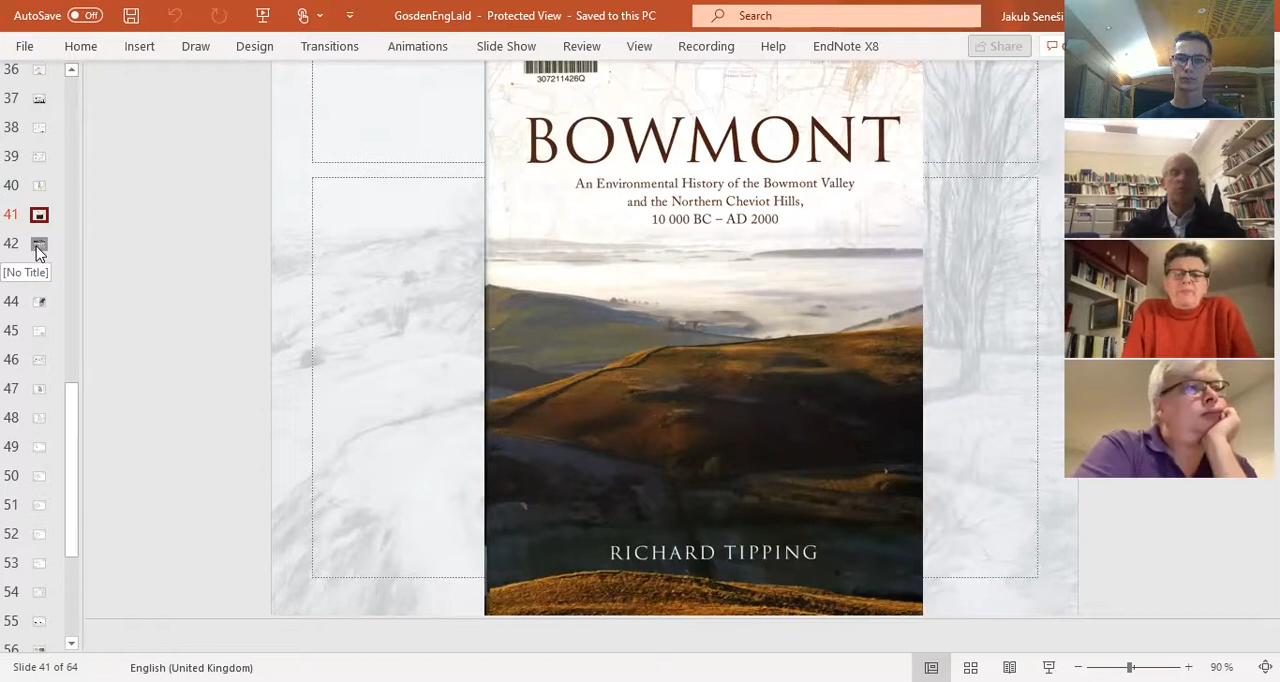 AutoSave Off GosdenEngLald - Protected View - Saved to this PC Search Jakub Seneši
File Home Insert Draw Design Transitions Animations Slide Show Review View Recording Help EndNote X8 Share
36
37
38
39
40
41
42
[No Title]
44
45
46
47
48
49
50
51
52
53
54
55
56
307211426Q
BOWMONT
An Environmental History of the Bowmont Valley
and the Northern Cheviot Hills,
10 000 BC – AD 2000
RICHARD TIPPING
Slide 41 of 64 English (United Kingdom) 90 %